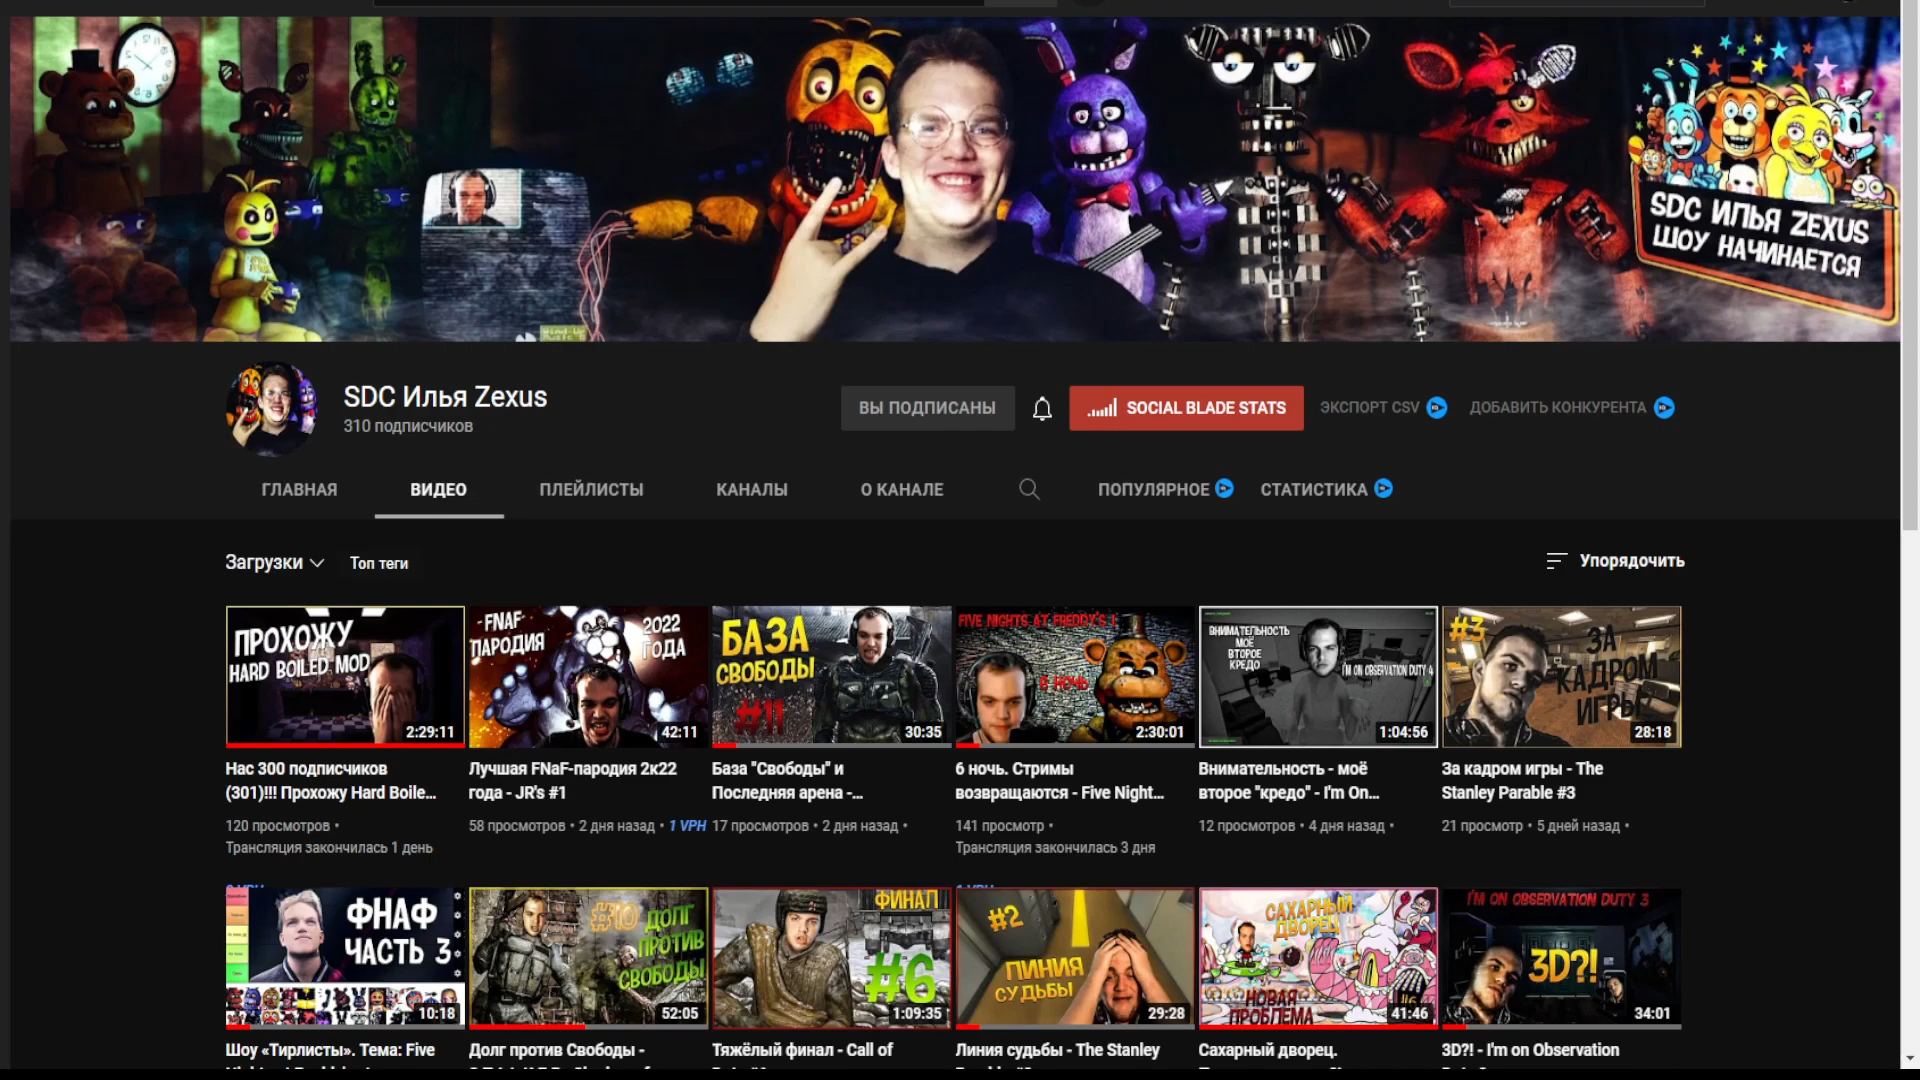 SDC ИЛЬЯ ZEXUS
ШОУ НАЧИНАЕТСЯ
SDC Илья Zexus
310 подписчиков
ВЫ ПОДПИСАНЫ
SOCIAL BLADE STATS
ЭКСПОРТ CSV
ДОБАВИТЬ КОНКУРЕНТА
ГЛАВНАЯ
ВИДЕО
ПЛЕЙЛИСТЫ
КАНАЛЫ
О КАНАЛЕ
ПОПУЛЯРНОЕ
СТАТИСТИКА
Загрузки
Топ теги
Упорядочить
ПРОХОЖУ
HARD BOILED MOD
2:29:11
Нас 300 подписчиков
(301)!!! Прохожу Hard Boile...
120 просмотров •
Трансляция закончилась 1 день
FNAF-
ПАРОДИЯ
2022
ГОДА
42:11
Лучшая FNaF-пародия 2к22
года - JR's #1
58 просмотров • 2 дня назад • 1 VPH
БАЗА
СВОБОДЫ
#11
30:35
База "Свободы" и
Последняя арена -...
17 просмотров • 2 дня назад •
FIVE NIGHTS AT FREDDY'S 1
6 НОЧЬ
2:30:01
6 ночь. Стримы
возвращаются - Five Night...
141 просмотр •
Трансляция закончилась 3 дня
ВНИМАТЕЛЬНОСТЬ
МОЁ
ВТОРОЕ
КРЕДО
I'M ON OBSERVATION DUTY 4
1:04:56
Внимательность - моё
второе "кредо" - I'm On...
12 просмотров • 4 дня назад •
#3
ЗА
КАДРОМ
ИГРЫ
28:18
За кадром игры - The
Stanley Parable #3
21 просмотр • 5 дней назад •
ФНАФ
ЧАСТЬ 3
10:18
Шоу «Тирлисты». Тема: Five
#10 ДОЛГ
ПРОТИВ
СВОБОДЫ
52:05
Долг против Свободы -
ФИНАЛ
#6
1:09:35
Тяжёлый финал - Call of
#2
ЛИНИЯ
СУДЬБЫ
29:28
Линия судьбы - The Stanley
САХАРНЫЙ
ДВОРЕЦ
НОВАЯ
ПРОБЛЕМА
#6
41:46
Сахарный дворец.
I'M ON OBSERVATION DUTY 3
3D?!
34:01
3D?! - I'm on Observation